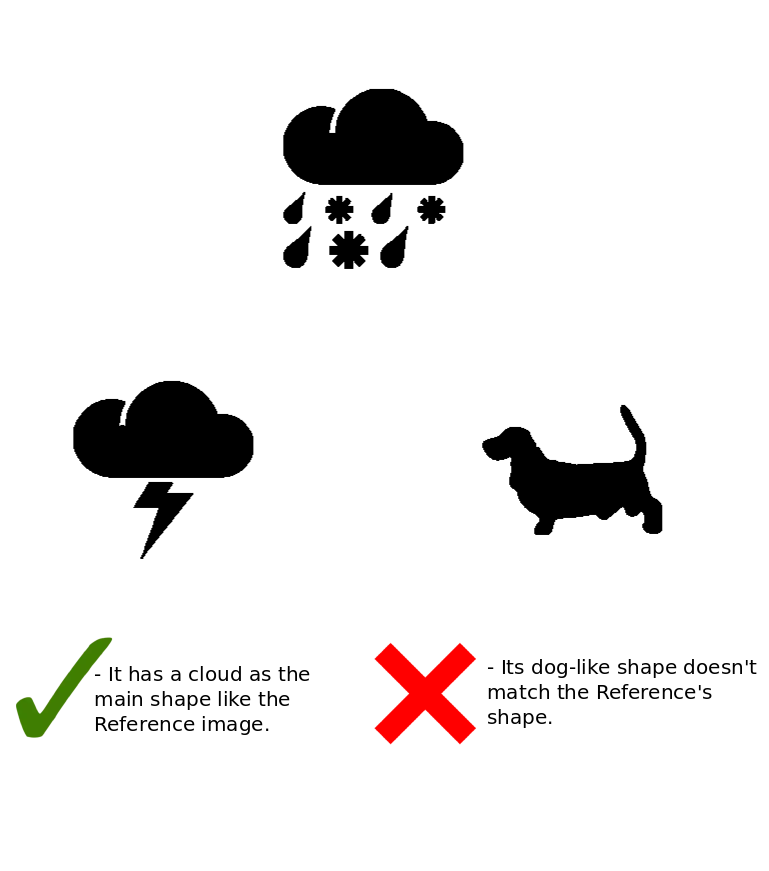 - It has a cloud as the
main shape like the
Reference image.
- Its dog-like shape doesn't
match the Reference's
shape.